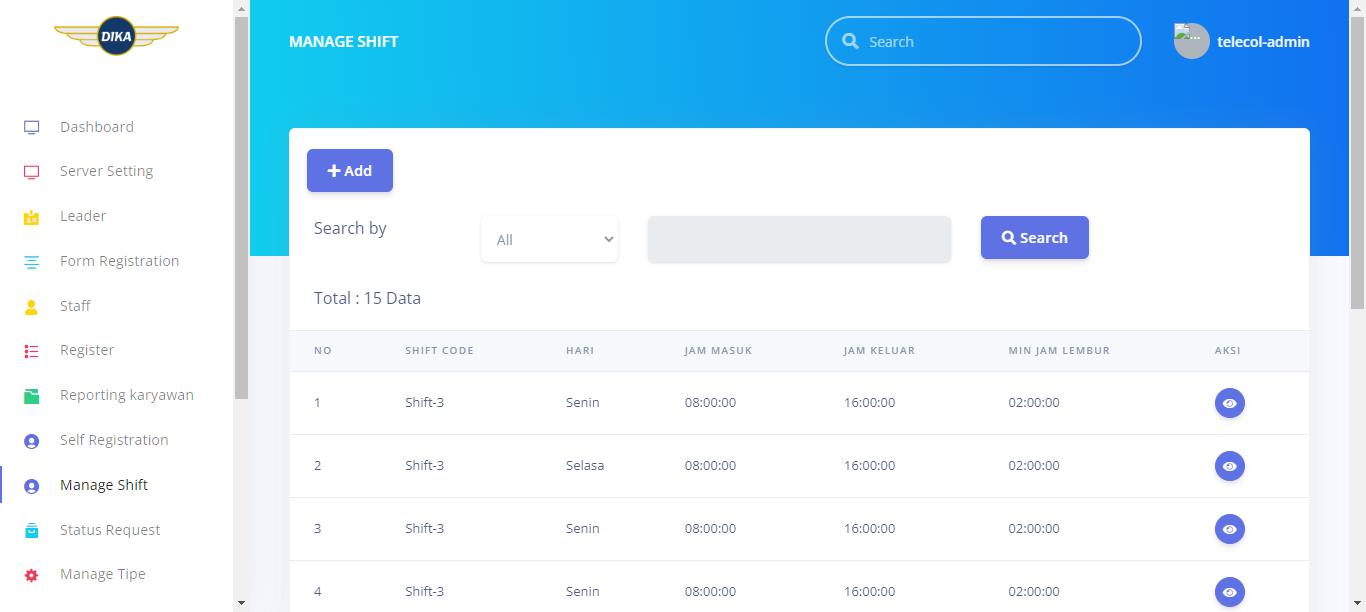 DIKA
Dashboard
Server Setting
Leader
Form Registration
Staff
Register
Reporting karyawan
Self Registration
Manage Shift
Status Request
Manage Tipe
MANAGE SHIFT
Search
... telecol-admin
Add
Search by All Search
Total : 15 Data
NO SHIFT CODE HARI JAM MASUK JAM KELUAR MIN JAM LEMBUR AKSI
1 Shift-3 Senin 08:00:00 16:00:00 02:00:00
2 Shift-3 Selasa 08:00:00 16:00:00 02:00:00
3 Shift-3 Senin 08:00:00 16:00:00 02:00:00
4 Shift-3 Senin 08:00:00 16:00:00 02:00:00